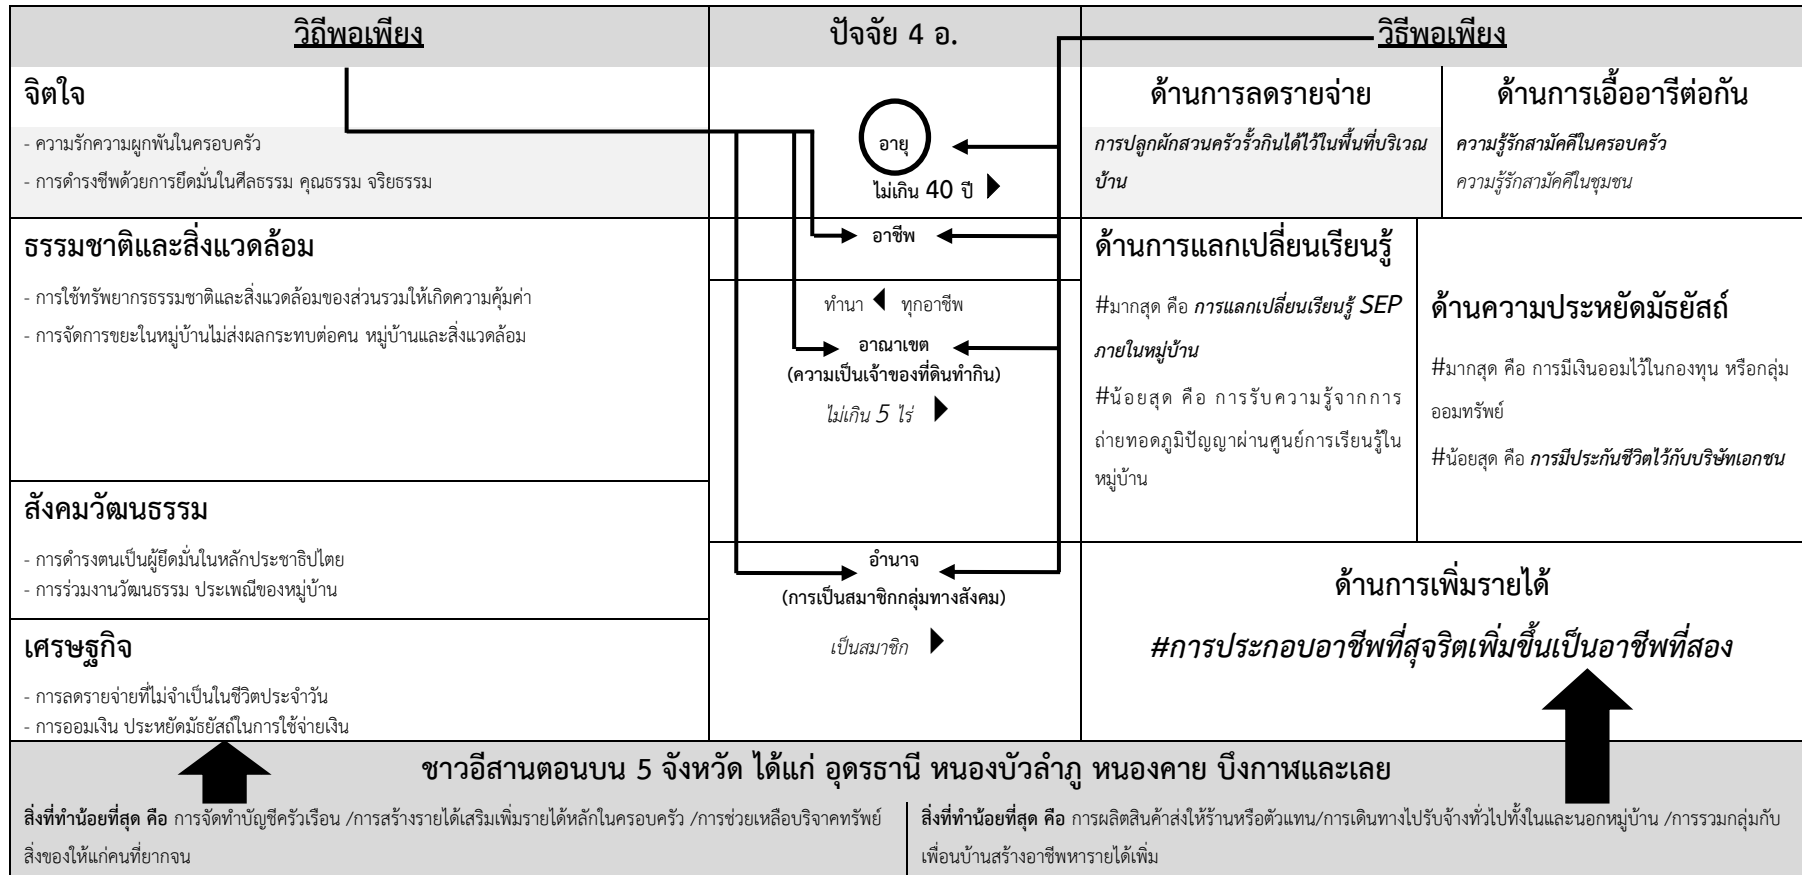 วิถีพอเพียง
ปัจจัย 4 อ.
วิธีพอเพียง
จิตใจ
- ความรักความผูกพันในครอบครัว
- การดำรงชีพด้วยการยึดมั่นในศีลธรรม คุณธรรม จริยธรรม
อายุ
ไม่เกิน 40 ปี
ด้านการลดรายจ่าย
การปลูกผักสวนครัวรั้วกินได้ไว้ในพื้นที่บริเวณ
บ้าน
ด้านการเอื้ออารีต่อกัน
ความรู้รักสามัคคีในครอบครัว
ความรู้รักสามัคคีในชุมชน
ธรรมชาติและสิ่งแวดล้อม
- การใช้ทรัพยากรธรรมชาติและสิ่งแวดล้อมของส่วนรวมให้เกิดความคุ้มค่า
- การจัดการขยะในหมู่บ้านไม่ส่งผลกระทบต่อคน หมู่บ้านและสิ่งแวดล้อม
อาชีพ
ทำนา ทุกอาชีพ
อาณาเขต
(ความเป็นเจ้าของที่ดินทำกิน)
ไม่เกิน 5 ไร่
ด้านการแลกเปลี่ยนเรียนรู้
#มากสุด คือ การแลกเปลี่ยนเรียนรู้ SEP
ภายในหมู่บ้าน
#น้อยสุด คือ การรับความรู้จากการ
ถ่ายทอดภูมิปัญญาผ่านศูนย์การเรียนรู้ใน
หมู่บ้าน
ด้านความประหยัดมัธยัสถ์
#มากสุด คือ การมีเงินออมไว้ในกองทุน หรือกลุ่ม
ออมทรัพย์
#น้อยสุด คือ การมีประกันชีวิตไว้กับบริษัทเอกชน
สังคมวัฒนธรรม
- การดำรงตนเป็นผู้ยึดมั่นในหลักประชาธิปไตย
- การร่วมงานวัฒนธรรม ประเพณีของหมู่บ้าน
อำนาจ
(การเป็นสมาชิกกลุ่มทางสังคม)
เป็นสมาชิก
ด้านการเพิ่มรายได้
#การประกอบอาชีพที่สุจริตเพิ่มขึ้นเป็นอาชีพที่สอง
เศรษฐกิจ
- การลดรายจ่ายที่ไม่จำเป็นในชีวิตประจำวัน
- การออมเงิน ประหยัดมัธยัสถ์ในการใช้จ่ายเงิน
ชาวอีสานตอนบน 5 จังหวัด ได้แก่ อุดรธานี หนองบัวลำภู หนองคาย บึงกาฬและเลย
สิ่งที่ทำน้อยที่สุด คือ การจัดทำบัญชีครัวเรือน /การสร้างรายได้เสริมเพิ่มรายได้หลักในครอบครัว /การช่วยเหลือบริจาคทรัพย์
สิ่งของให้แก่คนที่ยากจน
สิ่งที่ทำน้อยที่สุด คือ การผลิตสินค้าส่งให้ร้านหรือตัวแทน/การเดินทางไปรับจ้างทั่วไปทั้งในและนอกหมู่บ้าน /การรวมกลุ่มกับ
เพื่อนบ้านสร้างอาชีพหารายได้เพิ่ม